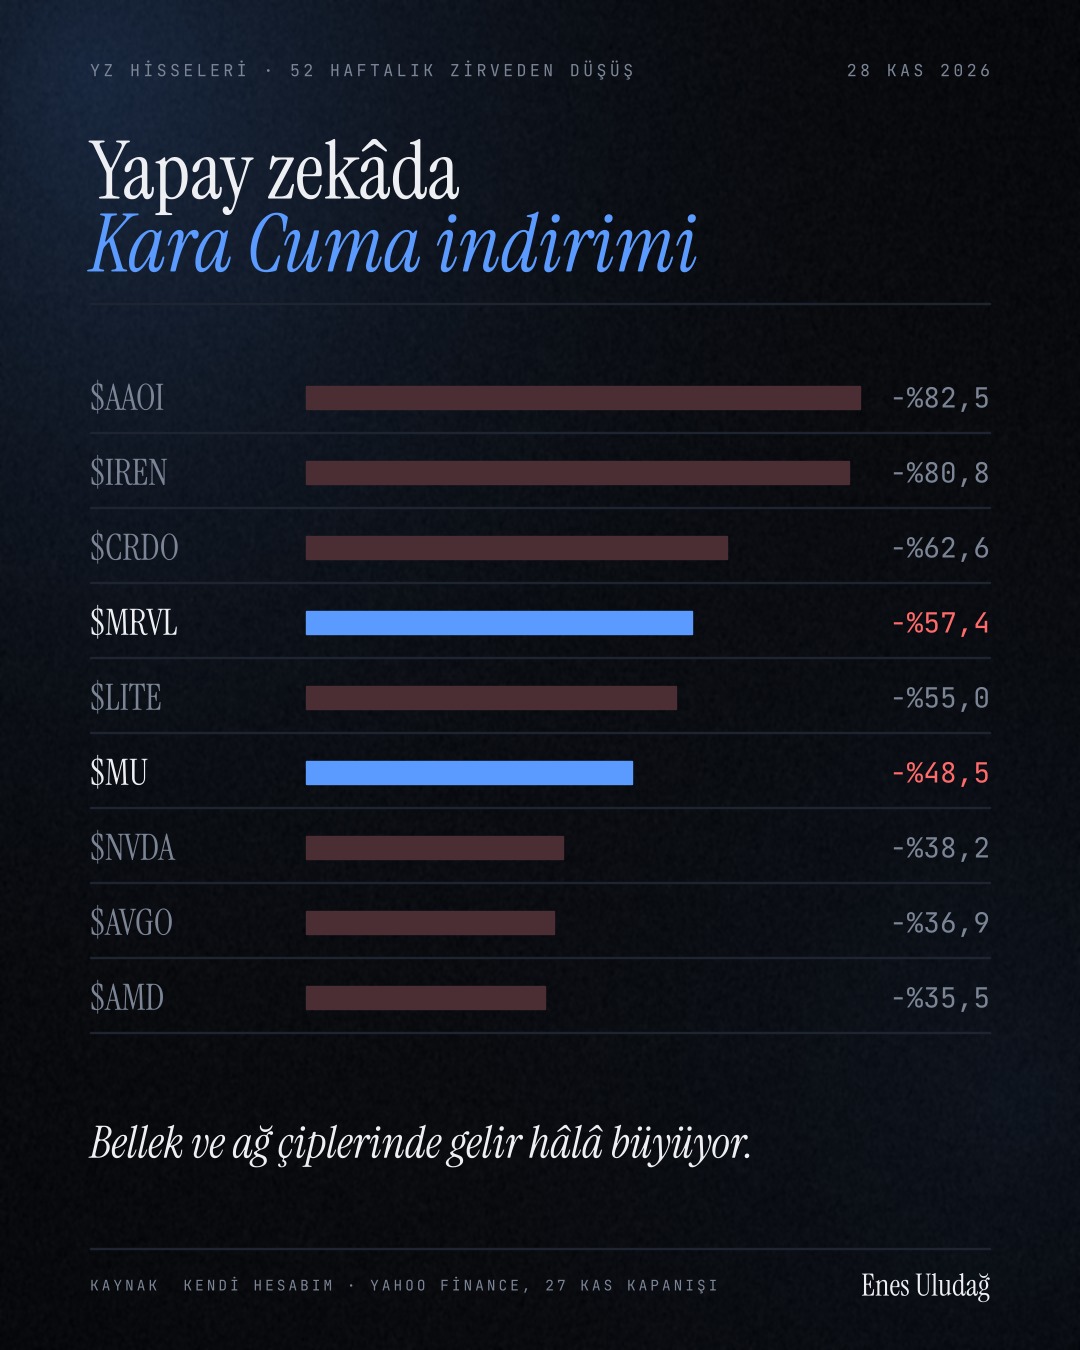 YZ HİSSELERİ · 52 HAFTALIK ZİRVEDEN DÜŞÜŞ 28 KAS 2026
Yapay zekâda
Kara Cuma indirimi
$AAOI -%82,5
$IREN -%80,8
$CRDO -%62,6
$MRVL -%57,4
$LITE -%55,0
$MU -%48,5
$NVDA -%38,2
$AVGO -%36,9
$AMD -%35,5
Bellek ve ağ çiplerinde gelir hâlâ büyüyor.
KAYNAK KENDİ HESABIM · YAHOO FİNANCE, 27 KAS KAPANIŞI Enes Uludağ